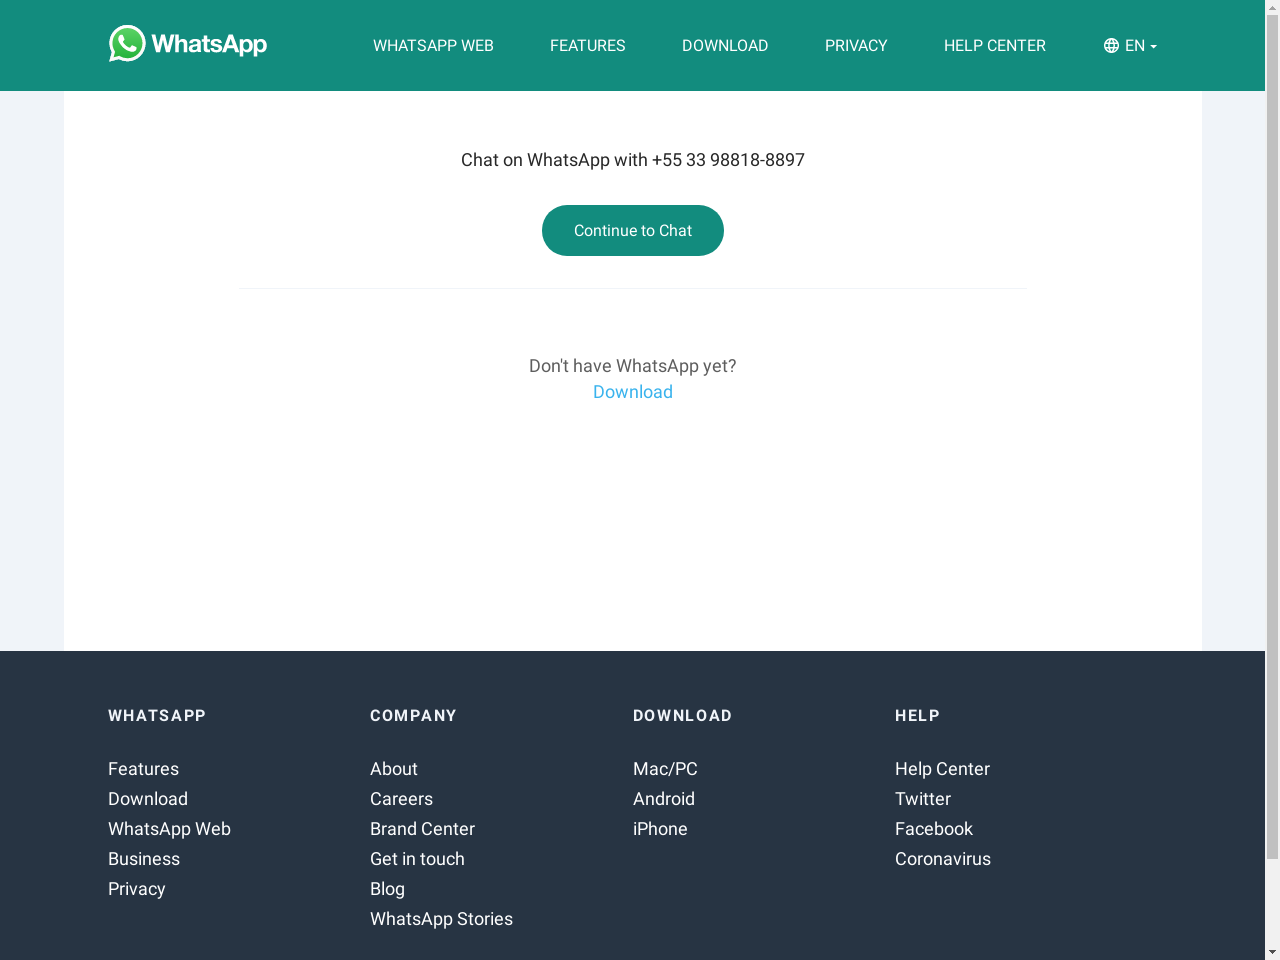 WhatsApp
WHATSAPP WEB
FEATURES
DOWNLOAD
PRIVACY
HELP CENTER
EN
Chat on WhatsApp with +55 33 98818-8897
Continue to Chat
Don't have WhatsApp yet?
Download
WHATSAPP
Features
Download
WhatsApp Web
Business
Privacy
COMPANY
About
Careers
Brand Center
Get in touch
Blog
WhatsApp Stories
DOWNLOAD
Mac/PC
Android
iPhone
HELP
Help Center
Twitter
Facebook
Coronavirus